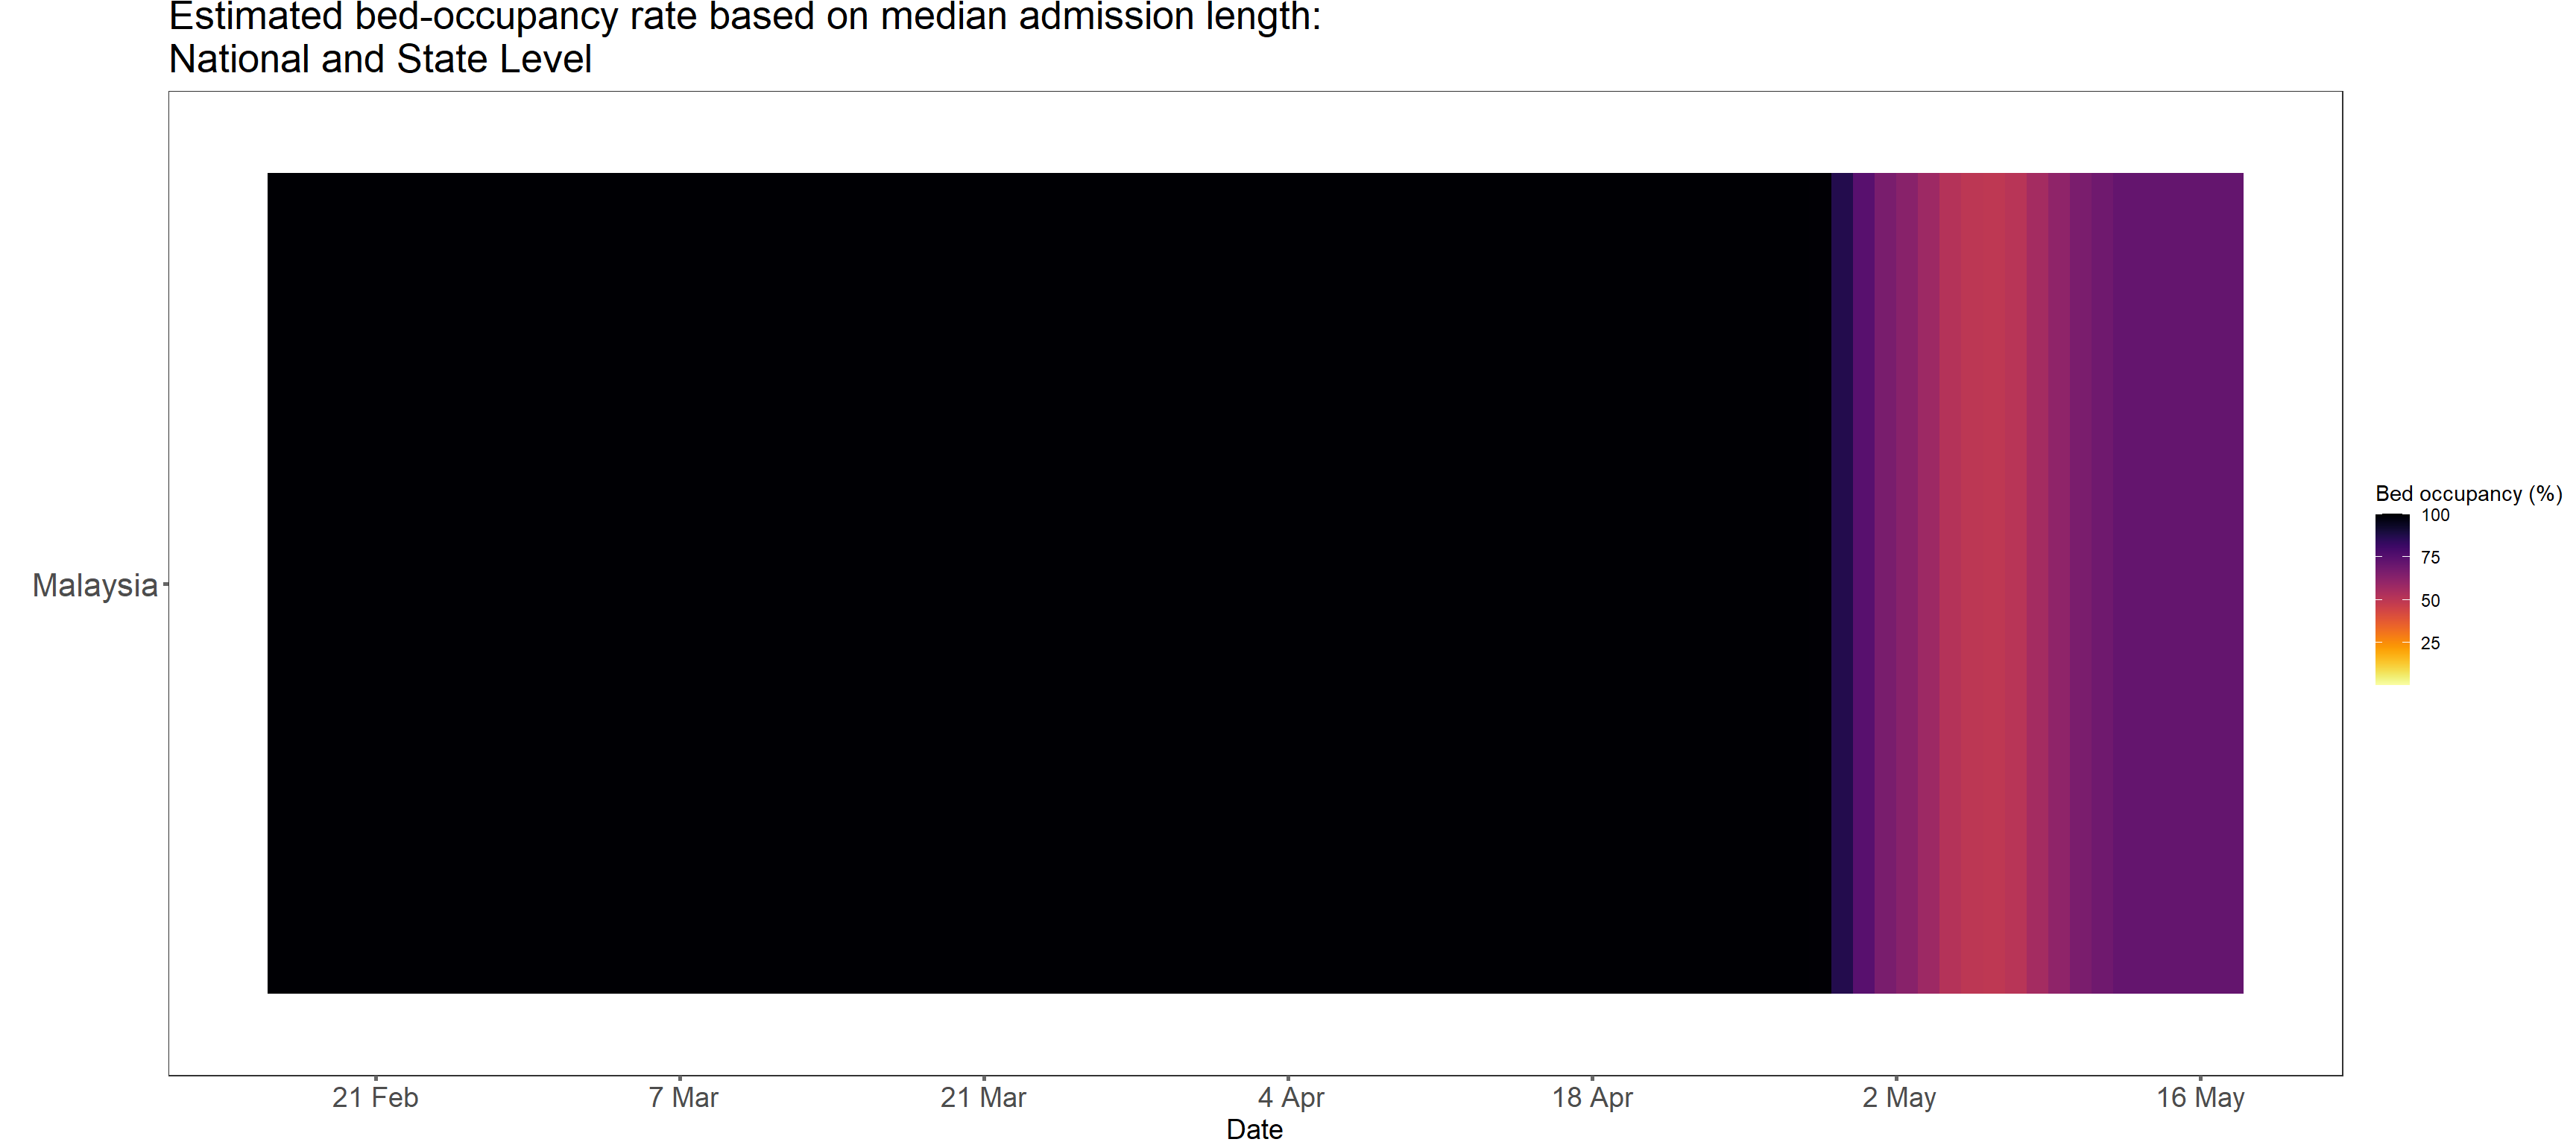 Estimated bed-occupancy rate based on median admission length:
National and State Level
Malaysia
Bed occupancy (%)
100
75
50
25
21 Feb
7 Mar
21 Mar
4 Apr
18 Apr
2 May
16 May
Date